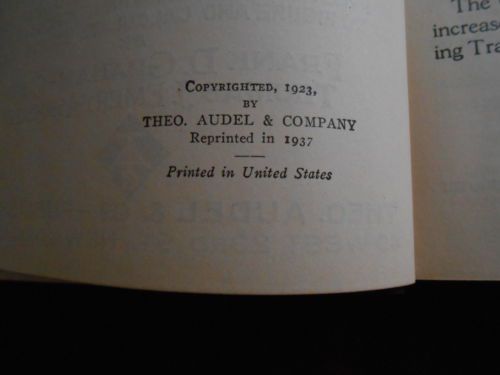 COPYRIGHTED, 1923,
BY
THEO. AUDEL & COMPANY
Reprinted in 1937
Printed in United States
The
increase
ing Tra